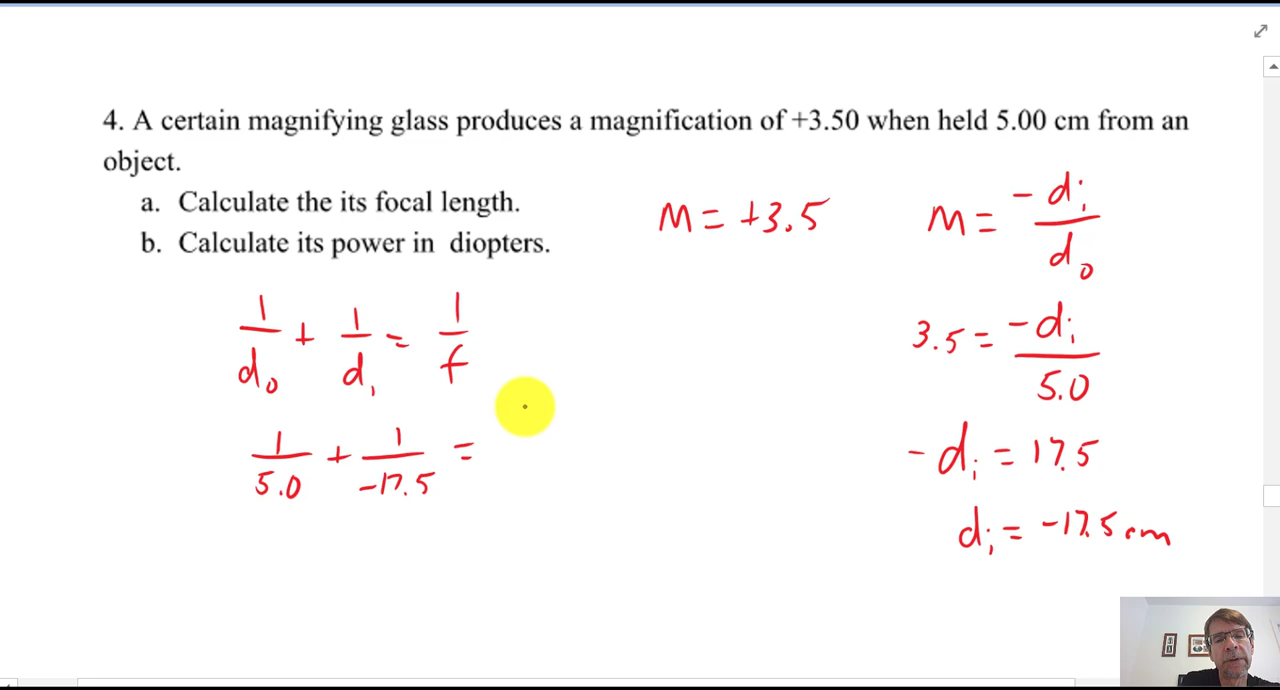 4. A certain magnifying glass produces a magnification of +3.50 when held 5.00 cm from an
object.
a. Calculate the its focal length.
b. Calculate its power in diopters.
M = +3.5
M = -di/do
1/do + 1/di = 1/f
3.5 = -di/5.0
1/5.0 + 1/-17.5 =
-di = 17.5
di = -17.5 cm